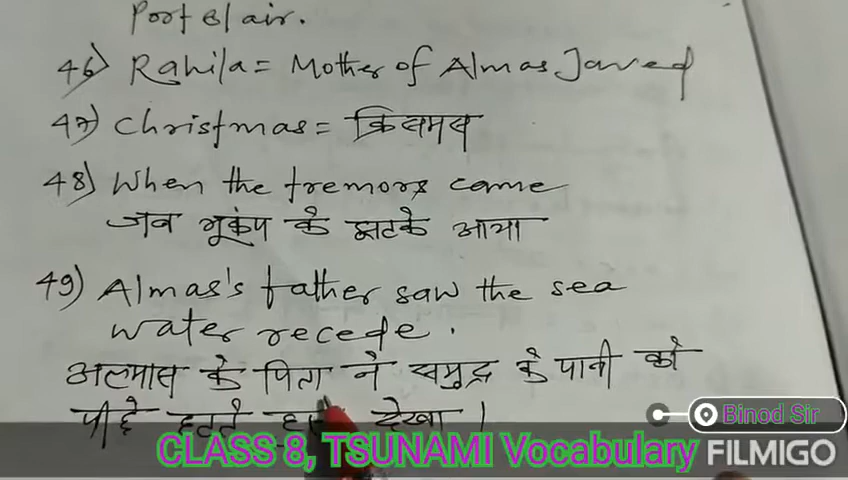 Port Blair.
46) Rahila = Mother of Almas Javed
47) Christmas = क्रिसमस
48) When the tremors came
जब भूकंप के झटके आया
49) Almas's father saw the sea
water recede.
अलमास के पिता ने समुद्र के पानी को
पीछे हटते हुए देखा ।
Binod Sir
CLASS 8, TSUNAMI Vocabulary
FILMIGO